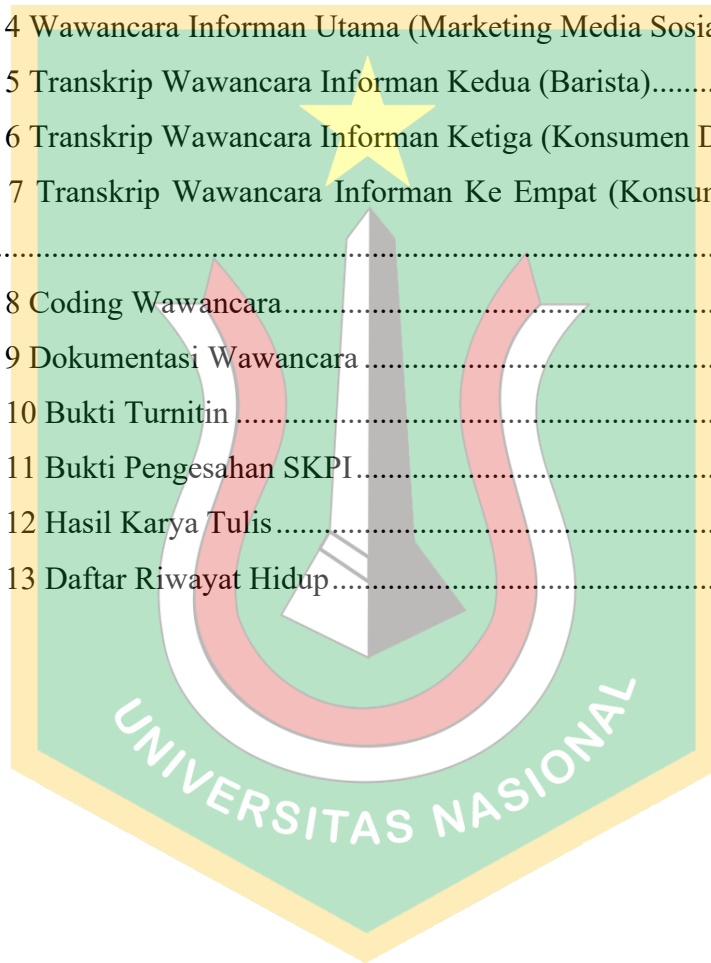 4 Wawancara Informan Utama (Marketing Media Sosia
5 Transkrip Wawancara Informan Kedua (Barista).......
6 Transkrip Wawancara Informan Ketiga (Konsumen D
7 Transkrip Wawancara Informan Ke Empat (Konsu
................................................................................
8 Coding Wawancara....................................................
9 Dokumentasi Wawancara ..........................................
10 Bukti Turnitin ..........................................................
11 Bukti Pengesahan SKPI............................................
12 Hasil Karya Tulis.....................................................
13 Daftar Riwayat Hidup..............................................
UNIVERSITAS NASIONAL